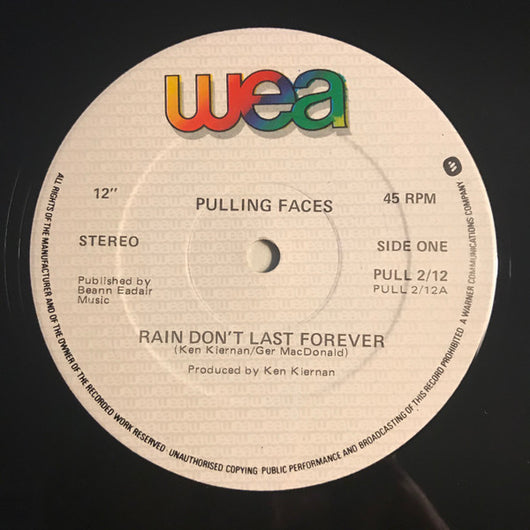 wea
12"
PULLING FACES
45 RPM
STEREO
SIDE ONE
Published by
Beann Eadair
Music
PULL 2/12
PULL 2/12A
RAIN DON'T LAST FOREVER
(Ken Kiernan/Ger MacDonald)
Produced by Ken Kiernan
ALL RIGHTS OF THE MANUFACTURER AND OF THE OWNER OF THE RECORDED WORK RESERVED UNAUTHORISED COPYING PUBLIC PERFORMANCE AND BROADCASTING OF THIS RECORD PROHIBITED A WARNER COMMUNICATIONS COMPANY.